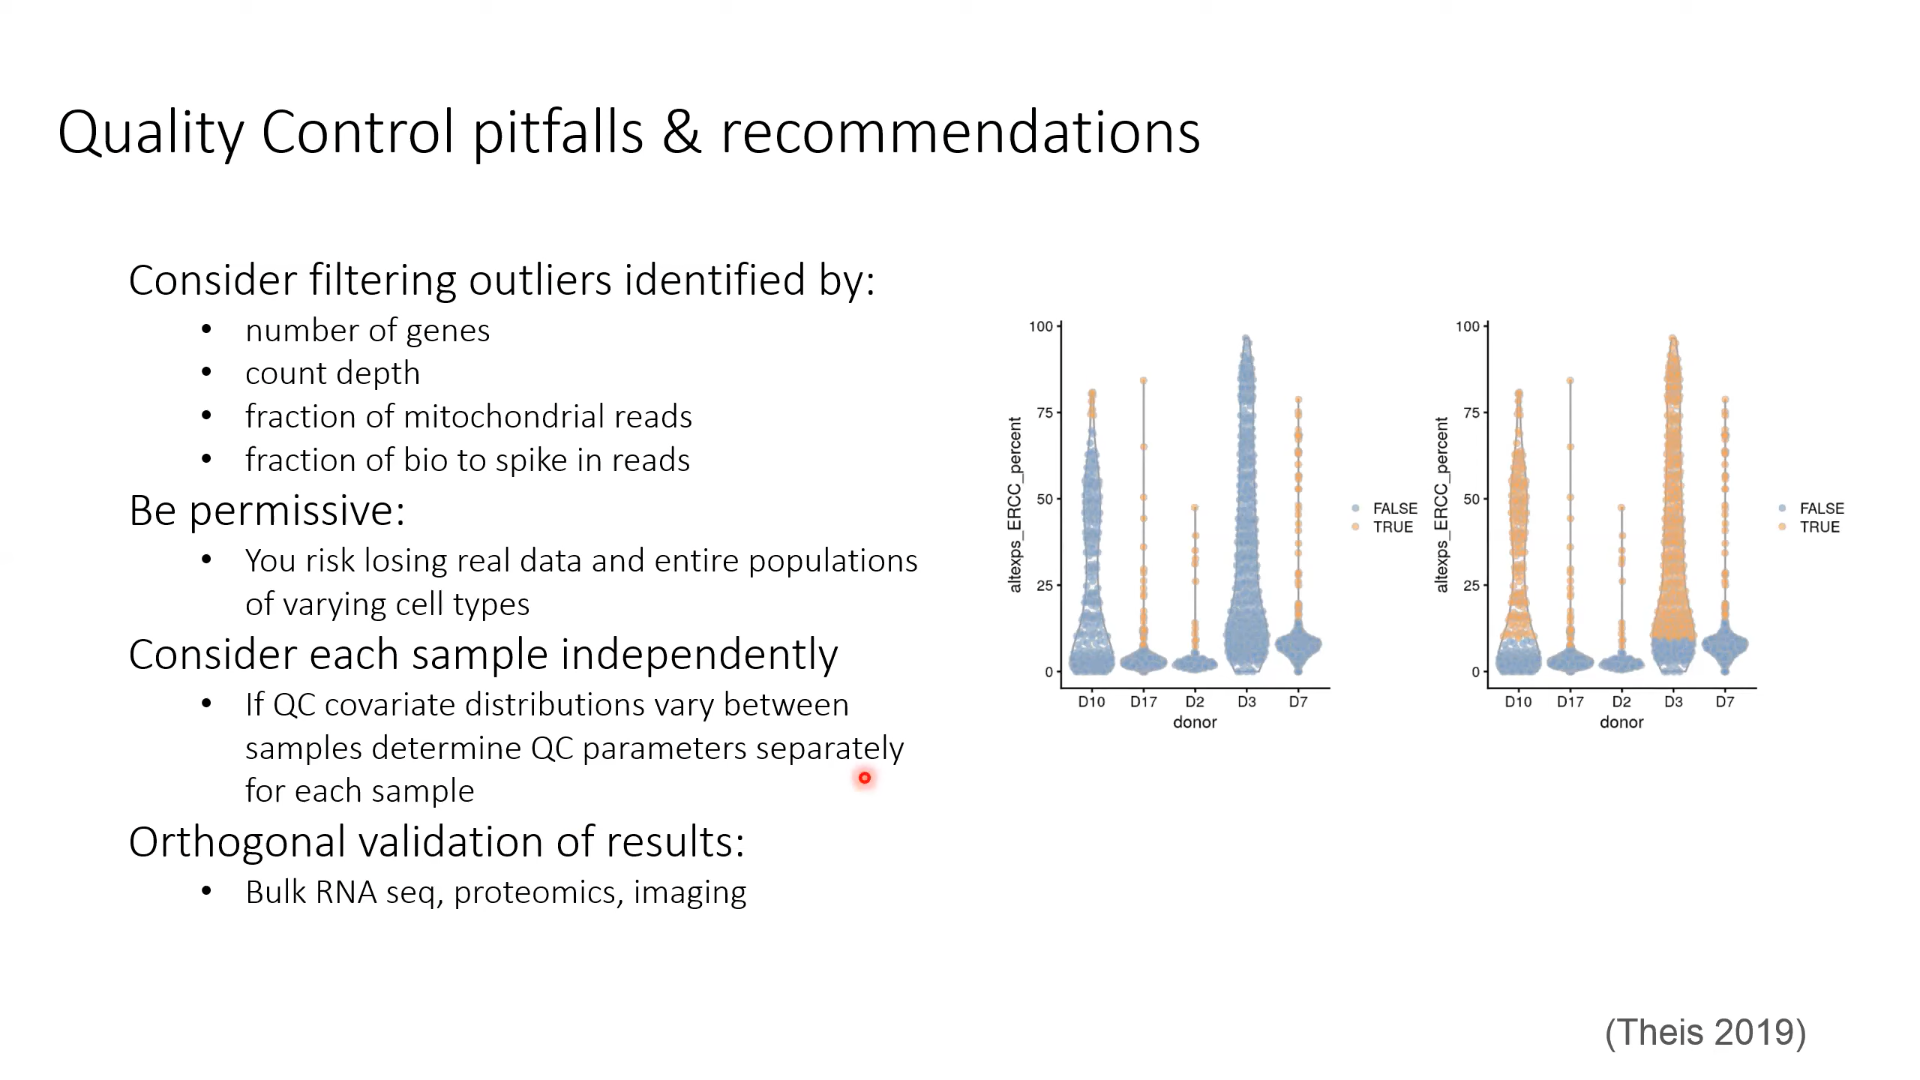 Quality Control pitfalls & recommendations
Consider filtering outliers identified by:
• number of genes
• count depth
• fraction of mitochondrial reads
• fraction of bio to spike in reads
Be permissive:
• You risk losing real data and entire populations
of varying cell types
Consider each sample independently
• If QC covariate distributions vary between
samples determine QC parameters separately
for each sample
Orthogonal validation of results:
• Bulk RNA seq, proteomics, imaging
altexps_ERCC_percent
100
75
50
25
0
D10 D17 D2 D3 D7
donor
FALSE
TRUE
altexps_ERCC_percent
100
75
50
25
0
D10 D17 D2 D3 D7
donor
FALSE
TRUE
(Theis 2019)